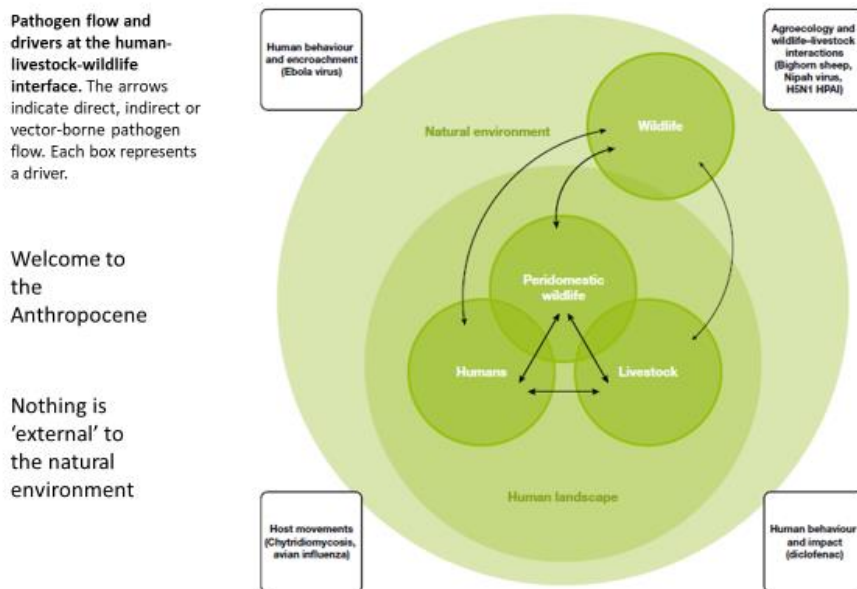 Pathogen flow and
drivers at the human-
livestock-wildlife
interface. The arrows
indicate direct, indirect or
vector-borne pathogen
flow. Each box represents
a driver.
Welcome to
the
Anthropocene
Nothing is
‘external’ to
the natural
environment
Human behaviour
and encroachment
(Ebola virus)
Agroecology and
wildlife–livestock
interactions
(Bighorn sheep,
Nipah virus,
H5N1 HPAI)
Natural environment
Wildlife
Peridomestic
wildlife
Humans
Livestock
Human landscape
Host movements
(Chytridiomycosis,
avian influenza)
Human behaviour
and impact
(diclofenac)